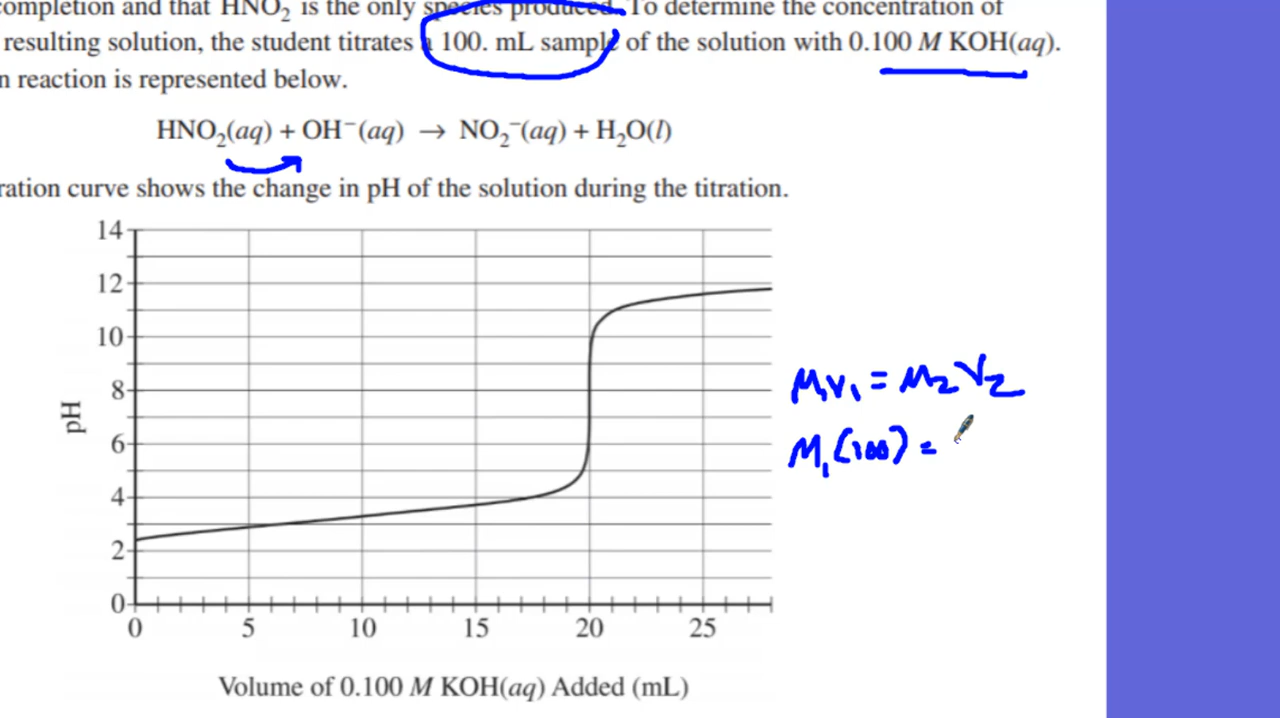 completion and that HNO₂ is the only species produced. To determine the concentration of
resulting solution, the student titrates a 100. mL sample of the solution with 0.100 M KOH(aq).
n reaction is represented below.
HNO₂(aq) + OH⁻(aq) → NO₂⁻(aq) + H₂O(l)
ration curve shows the change in pH of the solution during the titration.
14
12
10
8
6
4
2
0
pH
0 5 10 15 20 25
Volume of 0.100 M KOH(aq) Added (mL)
M₁V₁ = M₂V₂
M₁(100) =